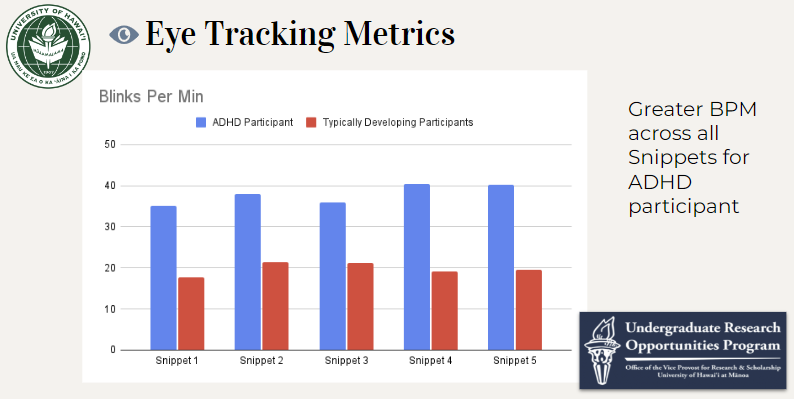 UNIVERSITY OF HAWAI'I
1907
Eye Tracking Metrics
Blinks Per Min
ADHD Participant
Typically Developing Participants
50
40
30
20
10
0
Snippet 1
Snippet 2
Snippet 3
Snippet 4
Snippet 5
Greater BPM
across all
Snippets for
ADHD
participant
Undergraduate Research
Opportunities Program
Office of the Vice Provost for Research & Scholarship
University of Hawai'i at Mānoa